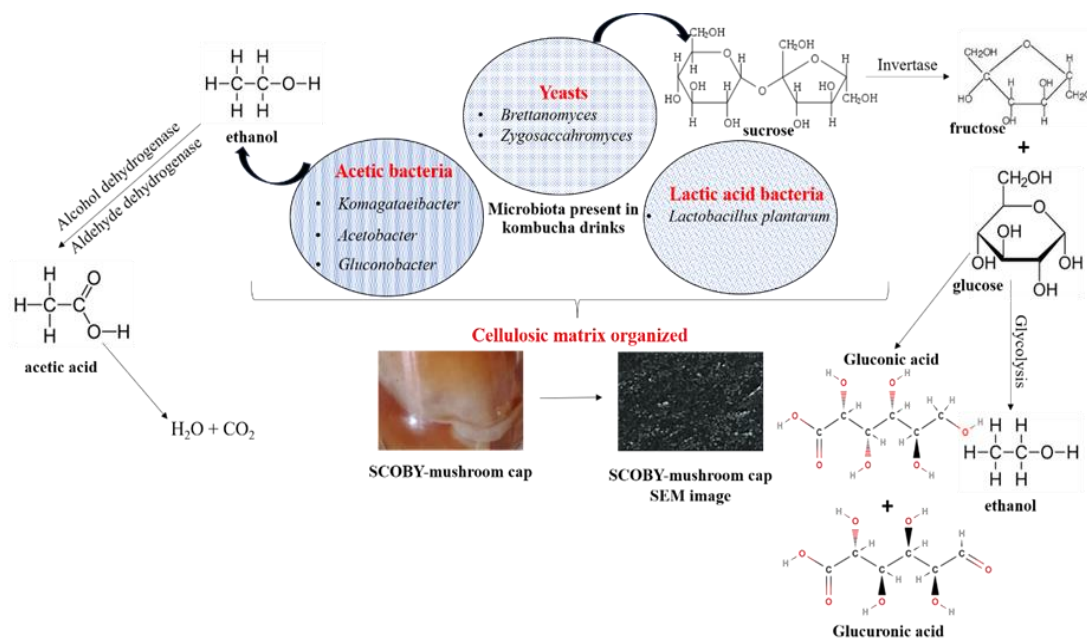 H H
H—C—C—O—H
H H
ethanol
Alcohol dehydrogenase
Aldehyde dehydrogenase
H O
H—C—C
H O—H
acetic acid
H₂O + CO₂
Yeasts
• Brettanomyces
• Zygosaccahromyces
Acetic bacteria
• Komagataeibacter
• Acetobacter
• Gluconobacter
Microbiota present in
kombucha drinks
Lactic acid bacteria
• Lactobacillus plantarum
Cellulosic matrix organized
SCOBY-mushroom cap
SCOBY-mushroom cap
SEM image
sucrose
Invertase
fructose
+
CH₂OH
glucose
Glycolysis
Gluconic acid
H H
H—C—C—O—H
H H
ethanol
+
Glucuronic acid